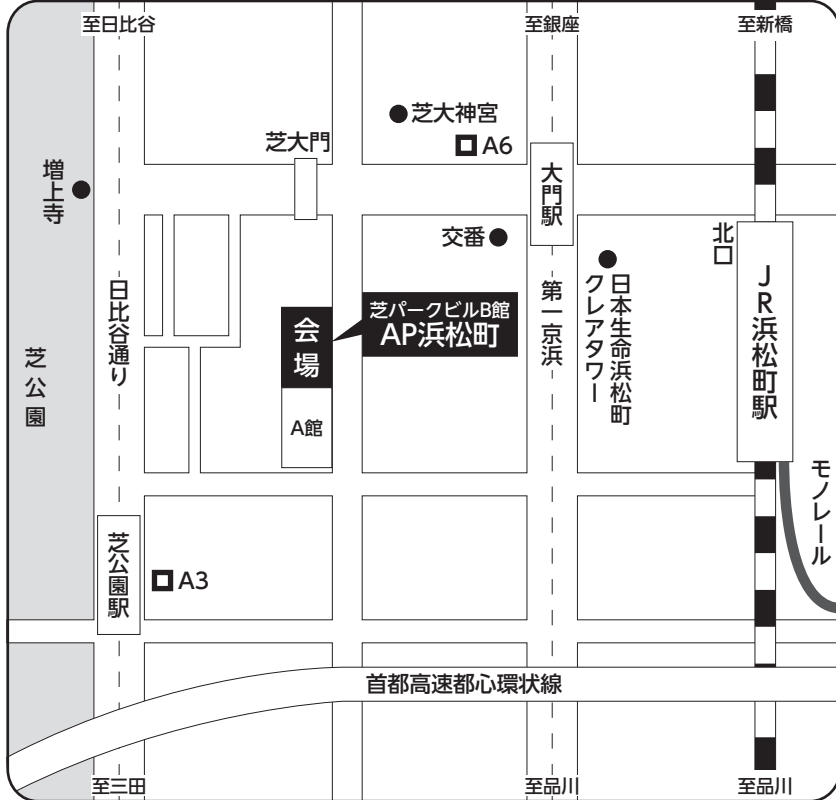 至日比谷
至銀座
至新橋
芝大神宮
A6
芝大門
大門駅
増上寺
交番
北口
JR浜松町駅
日比谷通り
第一京浜
日本生命浜松町
クレアタワー
芝パークビルB館
AP浜松町
会場
A館
芝公園
モノレール
芝公園駅
A3
首都高速都心環状線
至三田
至品川
至品川